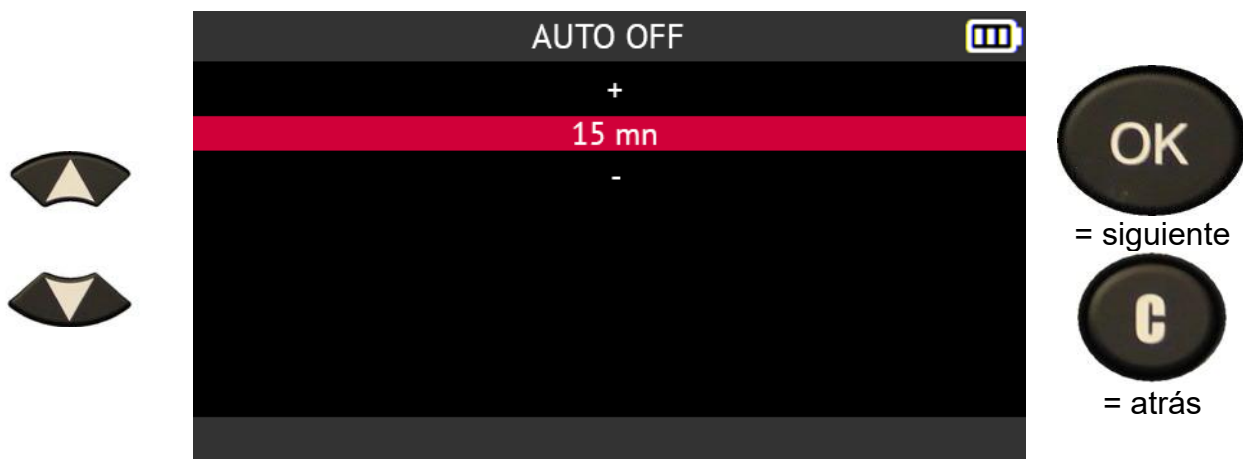 AUTO OFF
+
15 mn
-
OK
= siguiente
C
= atrás